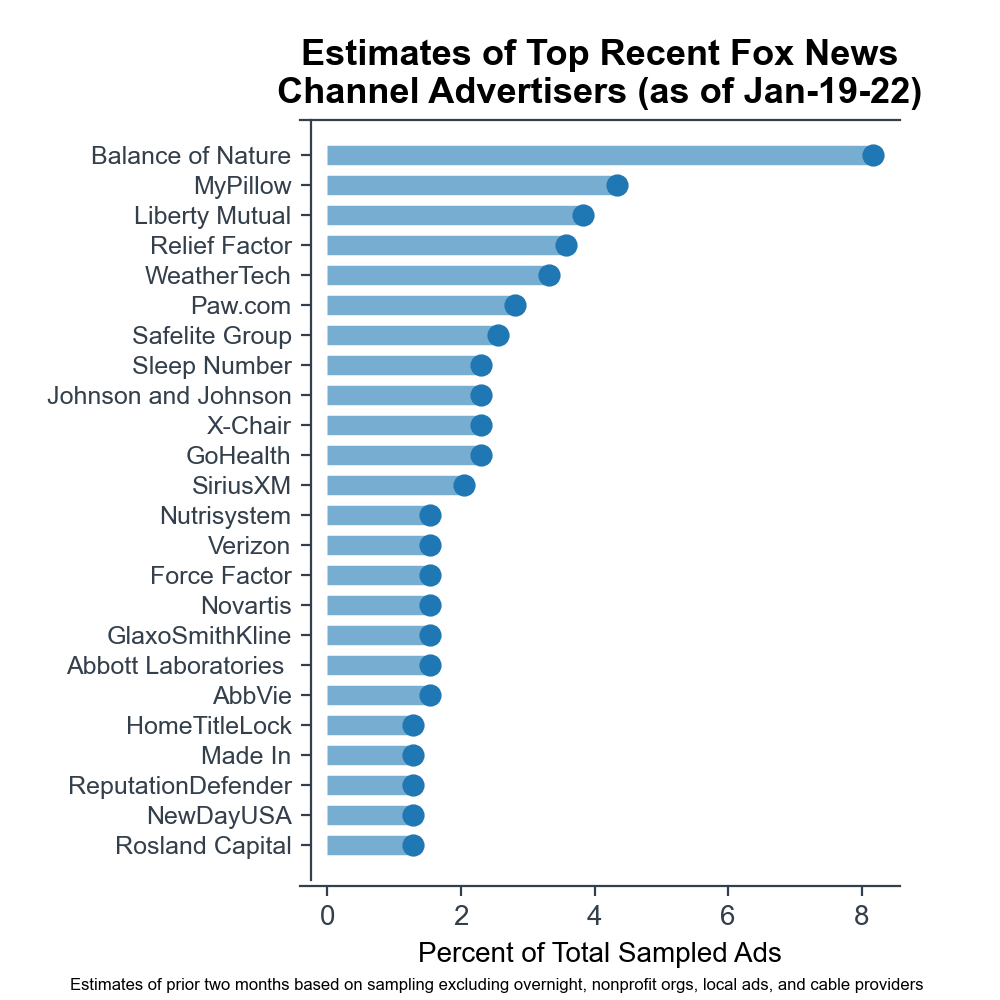 Estimates of Top Recent Fox News
Channel Advertisers (as of Jan-19-22)
Balance of Nature
MyPillow
Liberty Mutual
Relief Factor
WeatherTech
Paw.com
Safelite Group
Sleep Number
Johnson and Johnson
X-Chair
GoHealth
SiriusXM
Nutrisystem
Verizon
Force Factor
Novartis
GlaxoSmithKline
Abbott Laboratories
AbbVie
HomeTitleLock
Made In
ReputationDefender
NewDayUSA
Rosland Capital
0 2 4 6 8
Percent of Total Sampled Ads
Estimates of prior two months based on sampling excluding overnight, nonprofit orgs, local ads, and cable providers